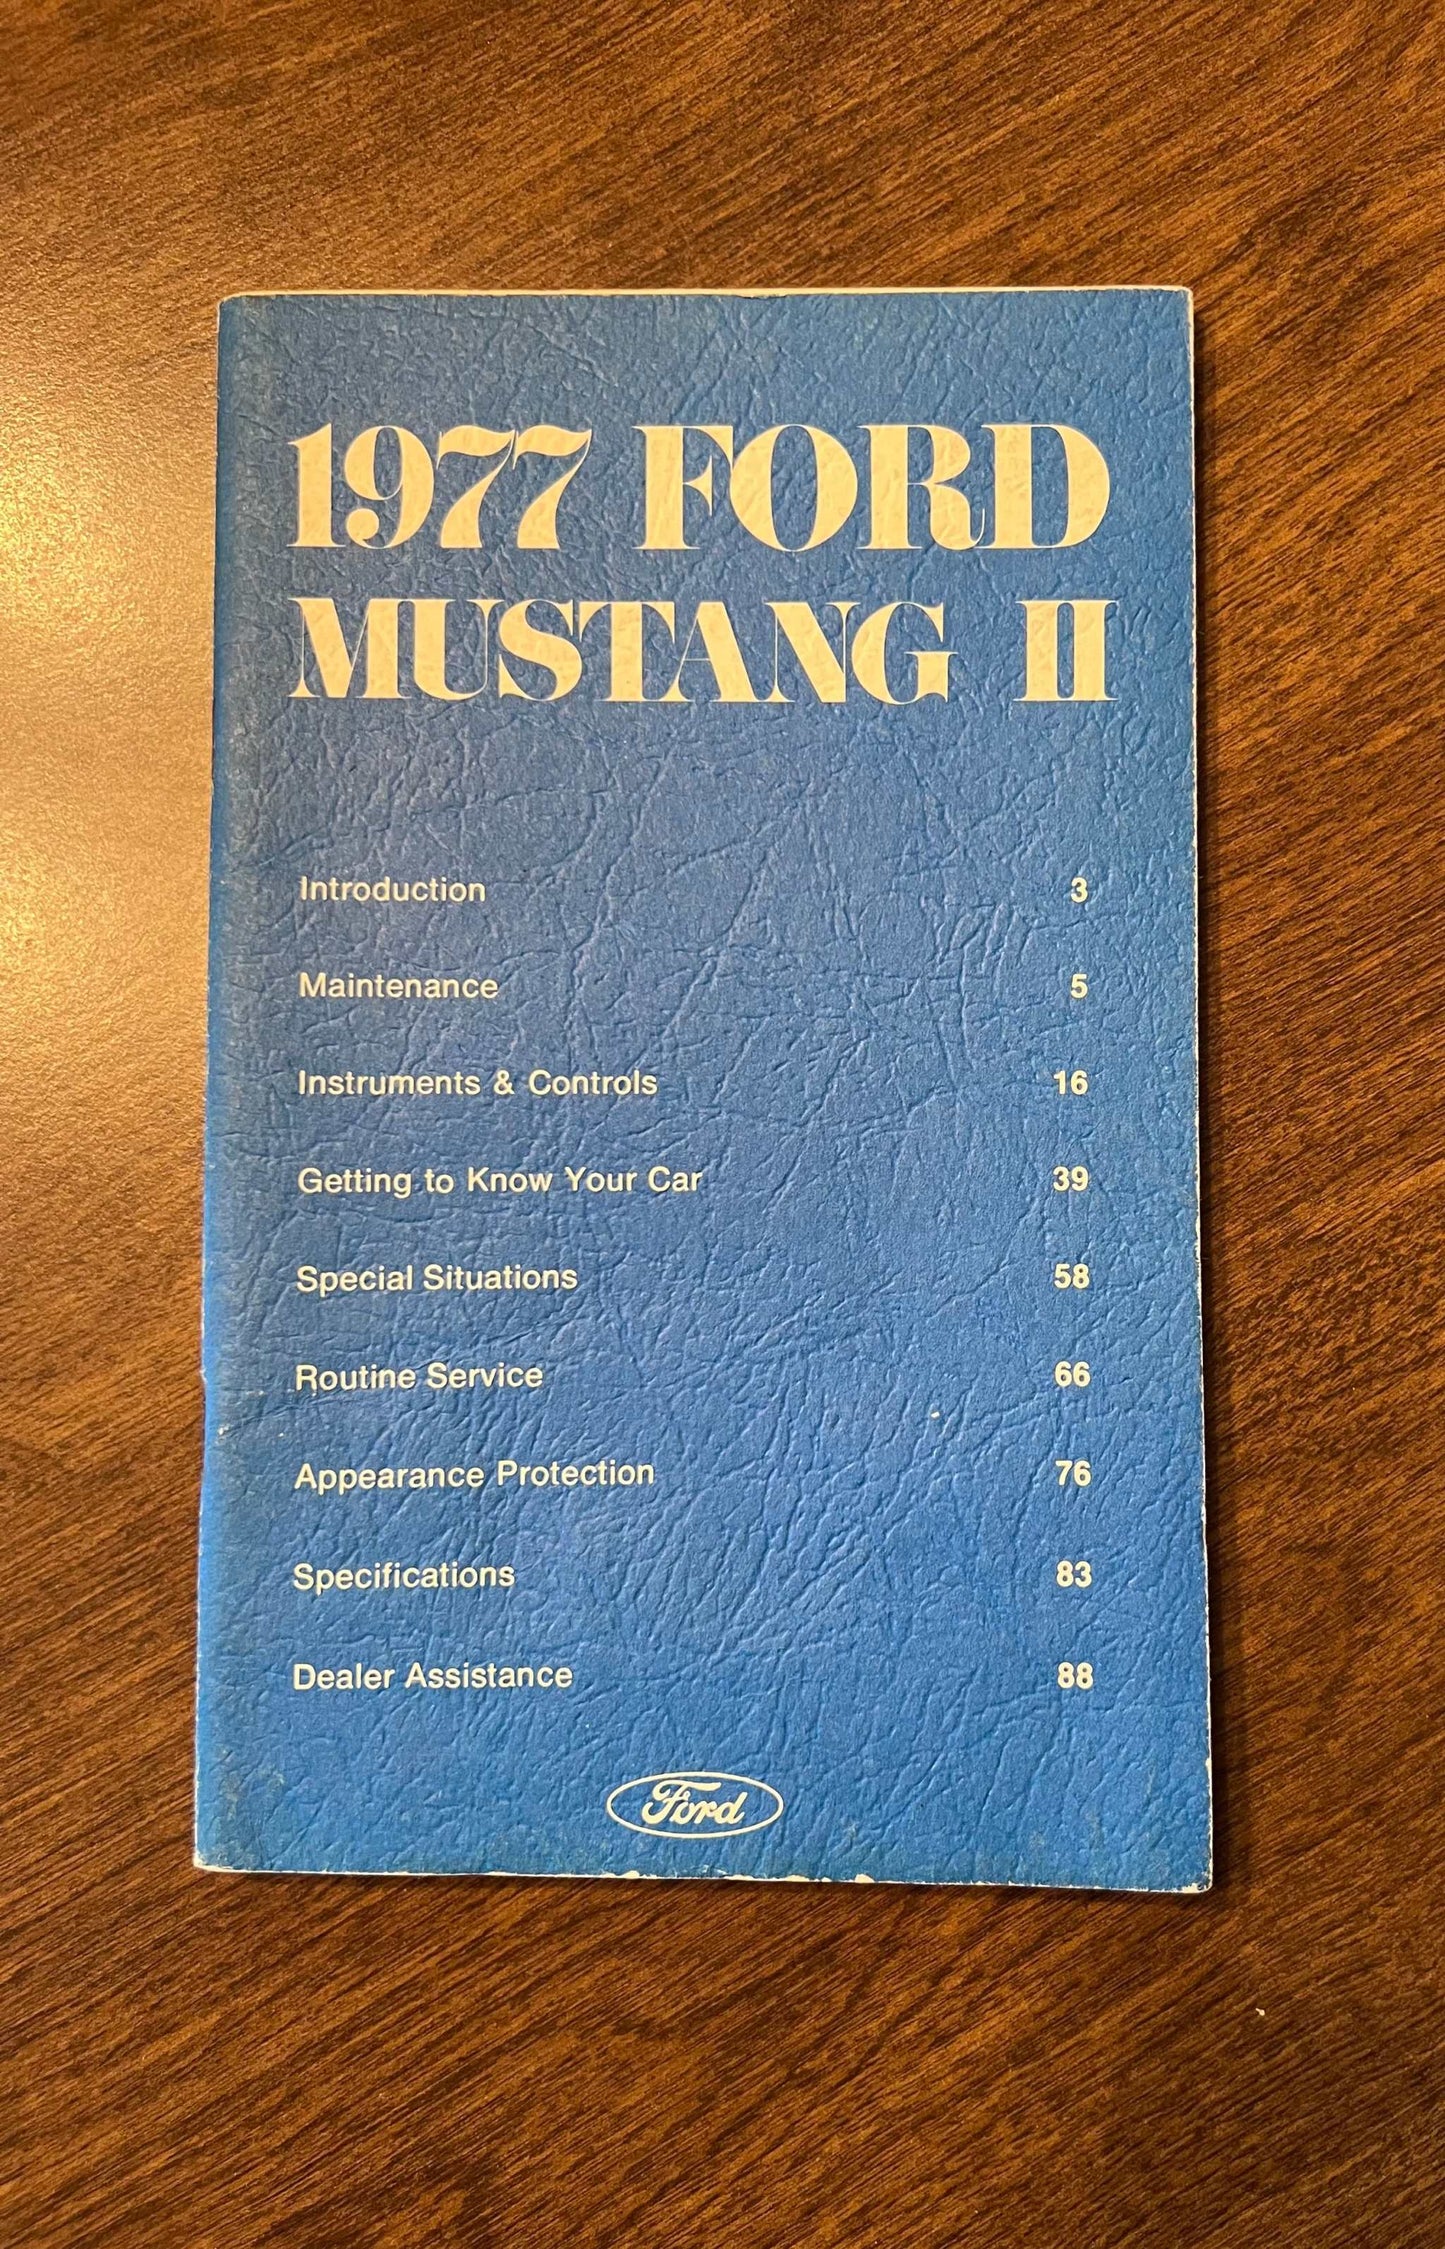 1977 FORD
MUSTANG II
Introduction 3
Maintenance 5
Instruments & Controls 16
Getting to Know Your Car 39
Special Situations 58
Routine Service 66
Appearance Protection 76
Specifications 83
Dealer Assistance 88
Ford